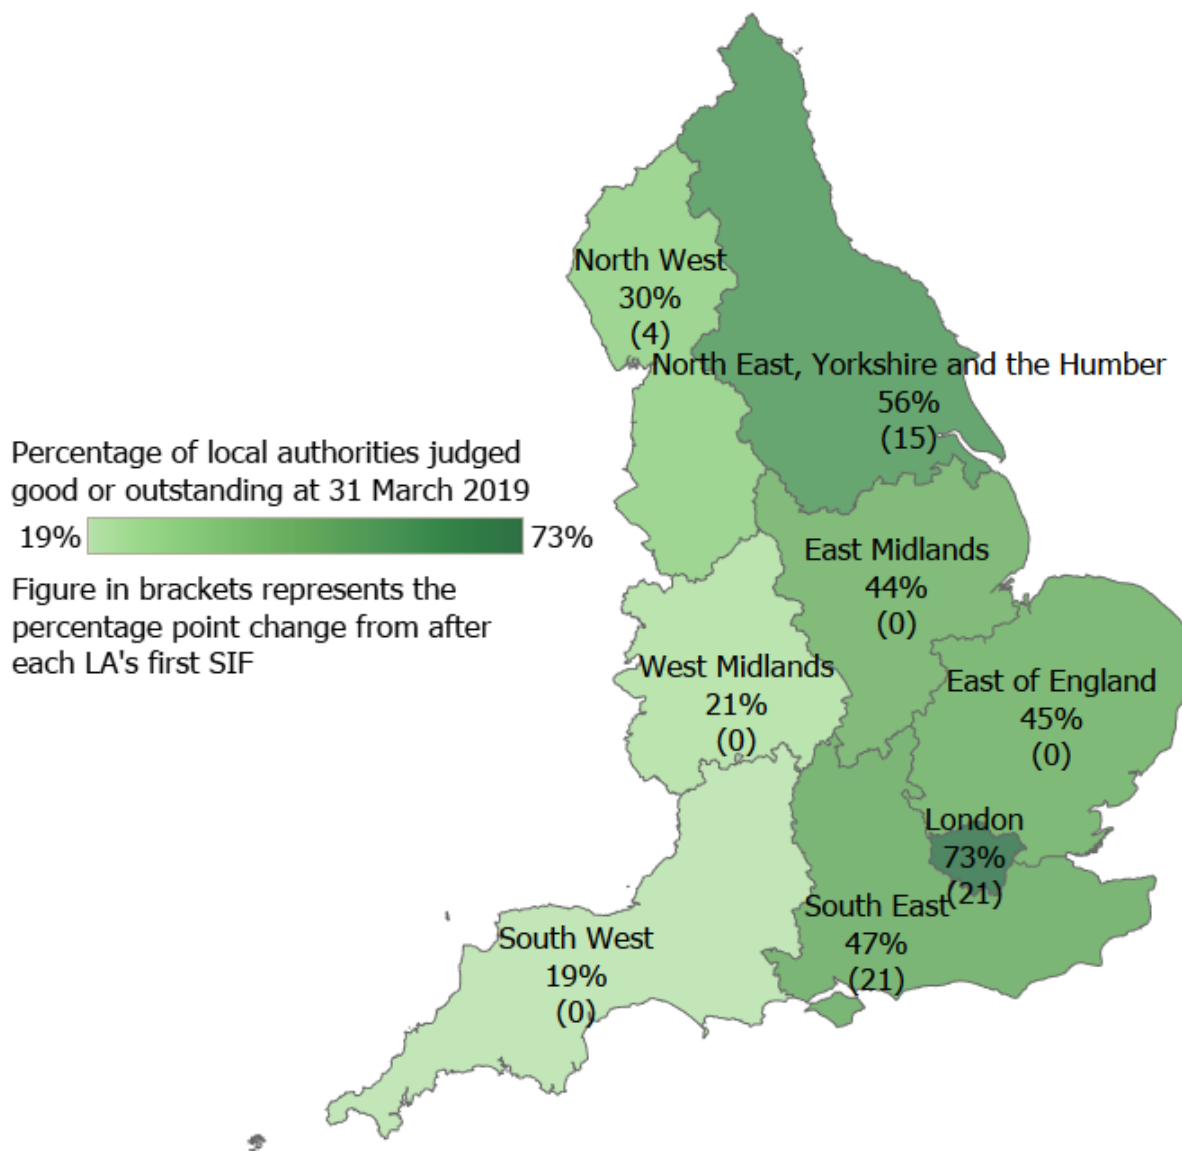 North West
30%
(4)
North East, Yorkshire and the Humber
56%
(15)
Percentage of local authorities judged
good or outstanding at 31 March 2019
19% 73%
Figure in brackets represents the
percentage point change from after
each LA's first SIF
East Midlands
44%
(0)
West Midlands
21%
(0)
East of England
45%
(0)
London
73%
(21)
South East
47%
(21)
South West
19%
(0)